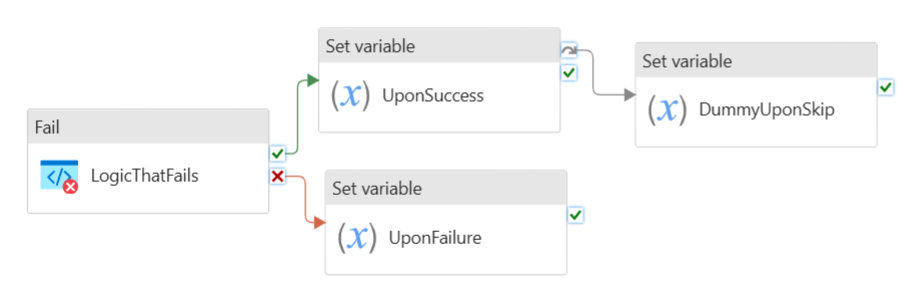 Set variable
(x) UponSuccess
Set variable
(x) DummyUponSkip
Fail
</> LogicThatFails
Set variable
(x) UponFailure